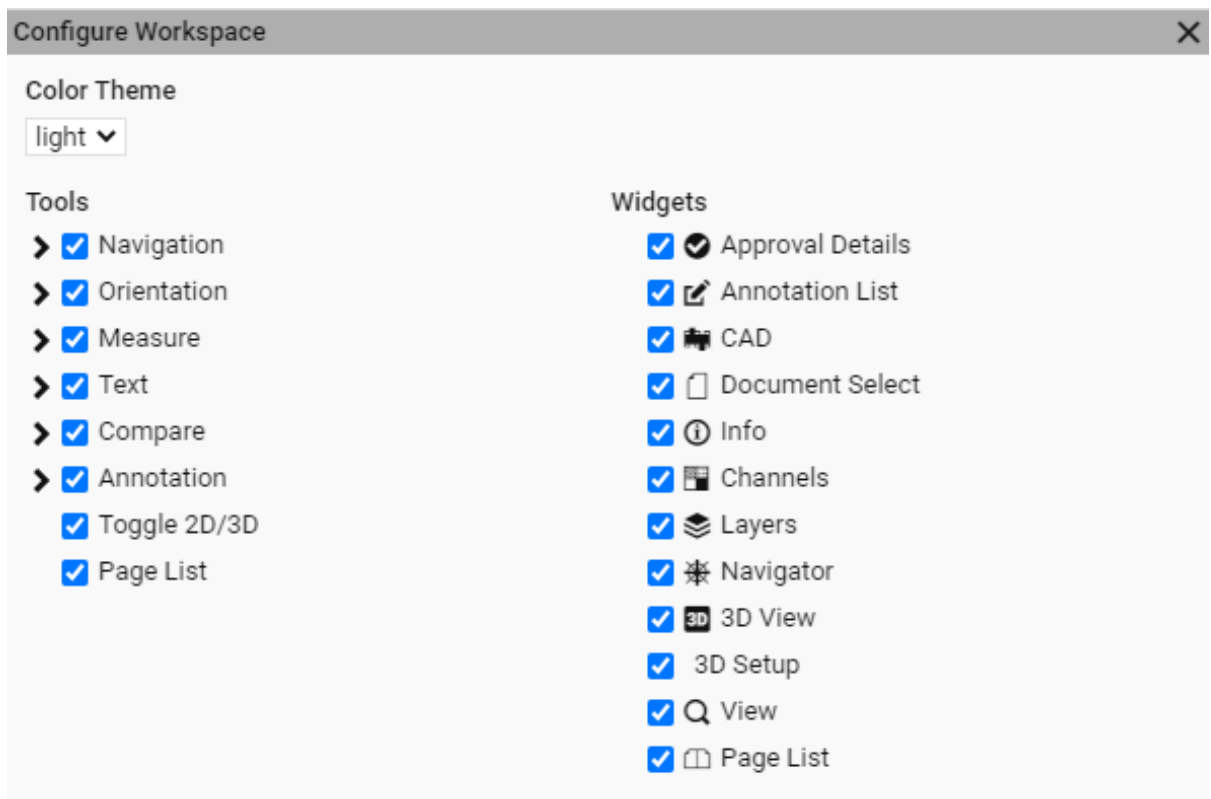 Configure Workspace
Color Theme
light
Tools
Navigation
Orientation
Measure
Text
Compare
Annotation
Toggle 2D/3D
Page List
Widgets
Approval Details
Annotation List
CAD
Document Select
Info
Channels
Layers
Navigator
3D 3D View
3D Setup
View
Page List